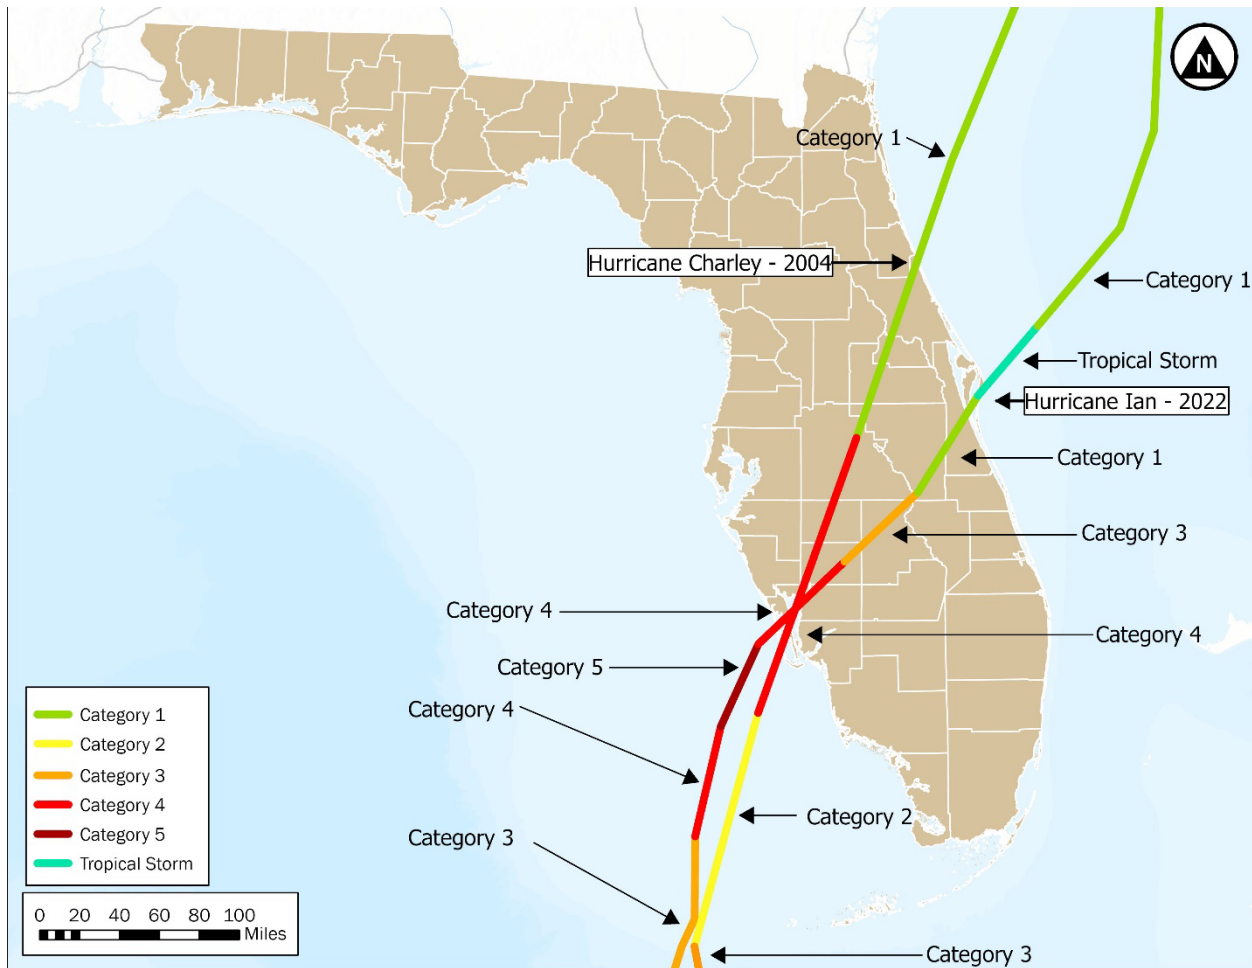 N
Category 1
Hurricane Charley - 2004
Category 1
Tropical Storm
Hurricane Ian - 2022
Category 1
Category 3
Category 4
Category 4
Category 5
Category 4
Category 2
Category 3
Category 3
Category 1
Category 2
Category 3
Category 4
Category 5
Tropical Storm
0 20 40 60 80 100
Miles